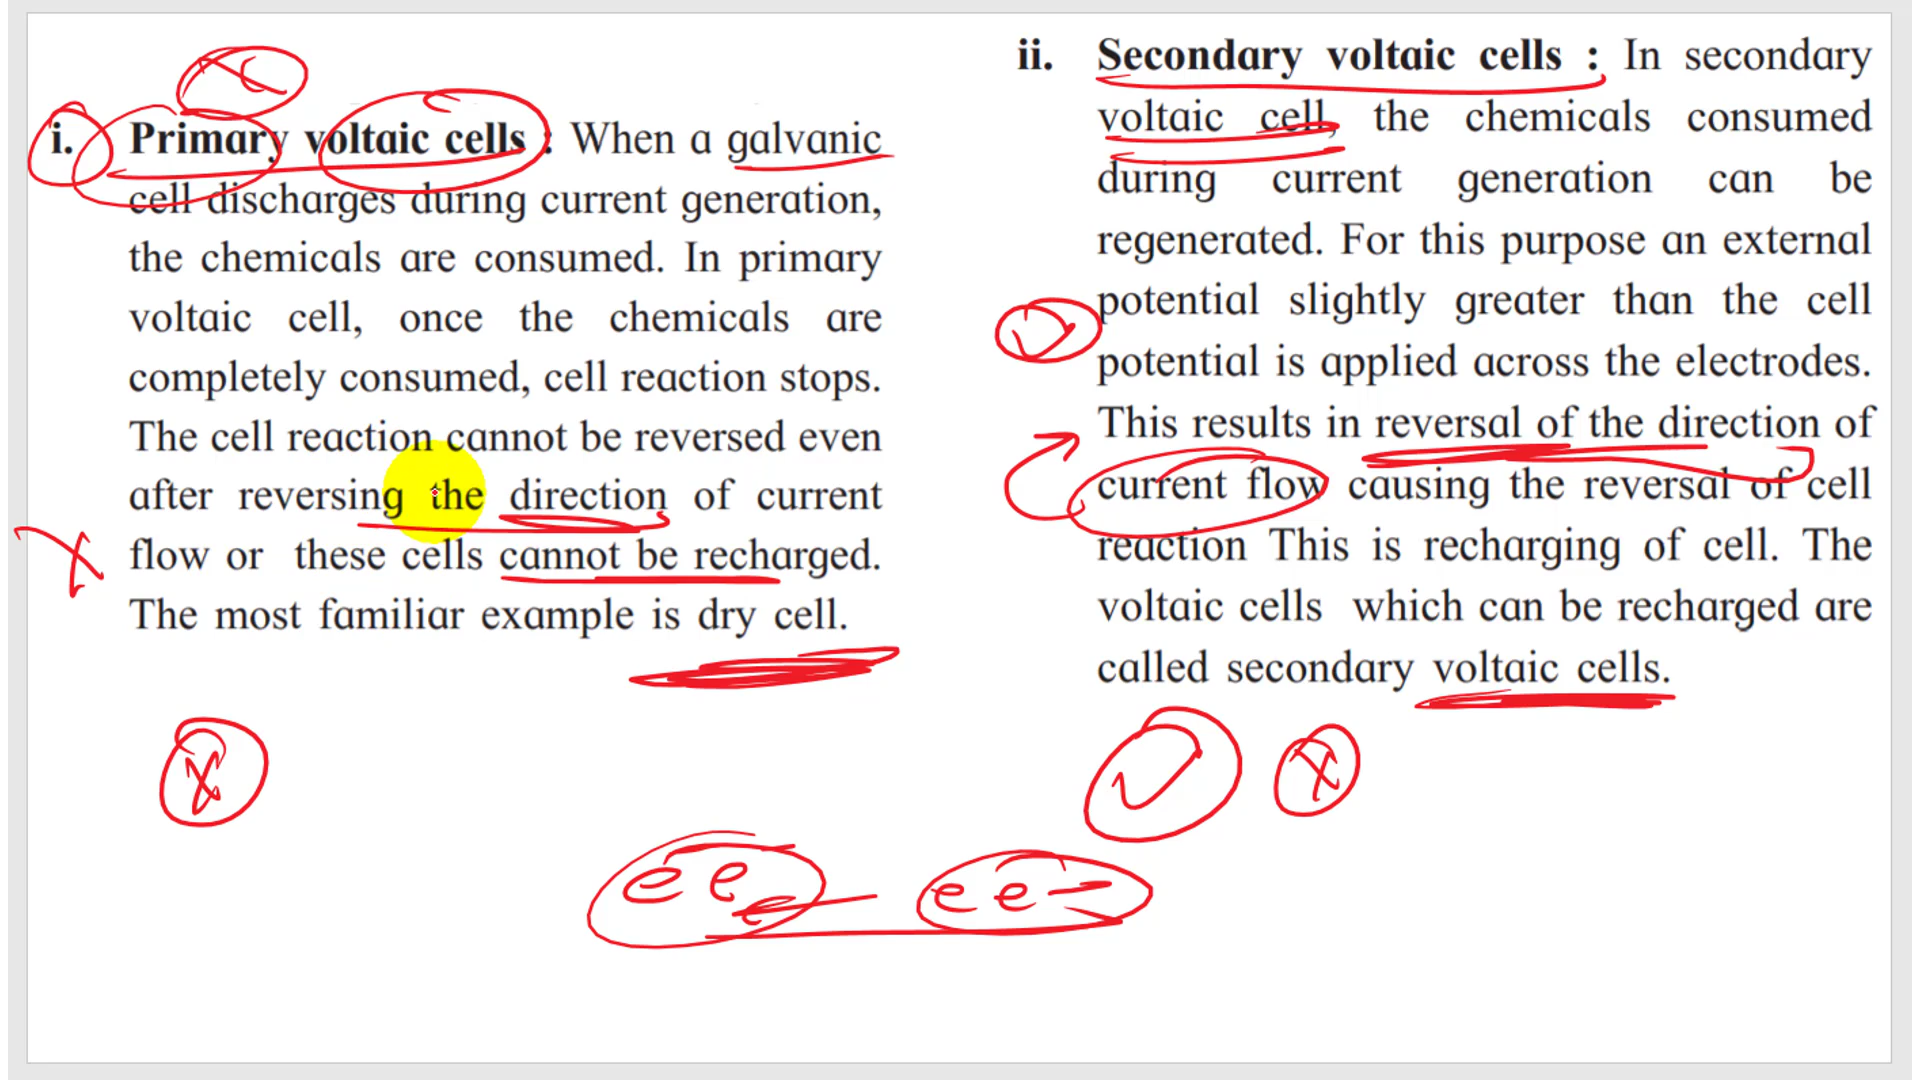 i. Primary voltaic cells : When a galvanic
cell discharges during current generation,
the chemicals are consumed. In primary
voltaic cell, once the chemicals are
completely consumed, cell reaction stops.
The cell reaction cannot be reversed even
after reversing the direction of current
flow or these cells cannot be recharged.
The most familiar example is dry cell.
ii. Secondary voltaic cells : In secondary
voltaic cell, the chemicals consumed
during current generation can be
regenerated. For this purpose an external
potential slightly greater than the cell
potential is applied across the electrodes.
This results in reversal of the direction of
current flow causing the reversal of cell
reaction This is recharging of cell. The
voltaic cells which can be recharged are
called secondary voltaic cells.
e e e e e